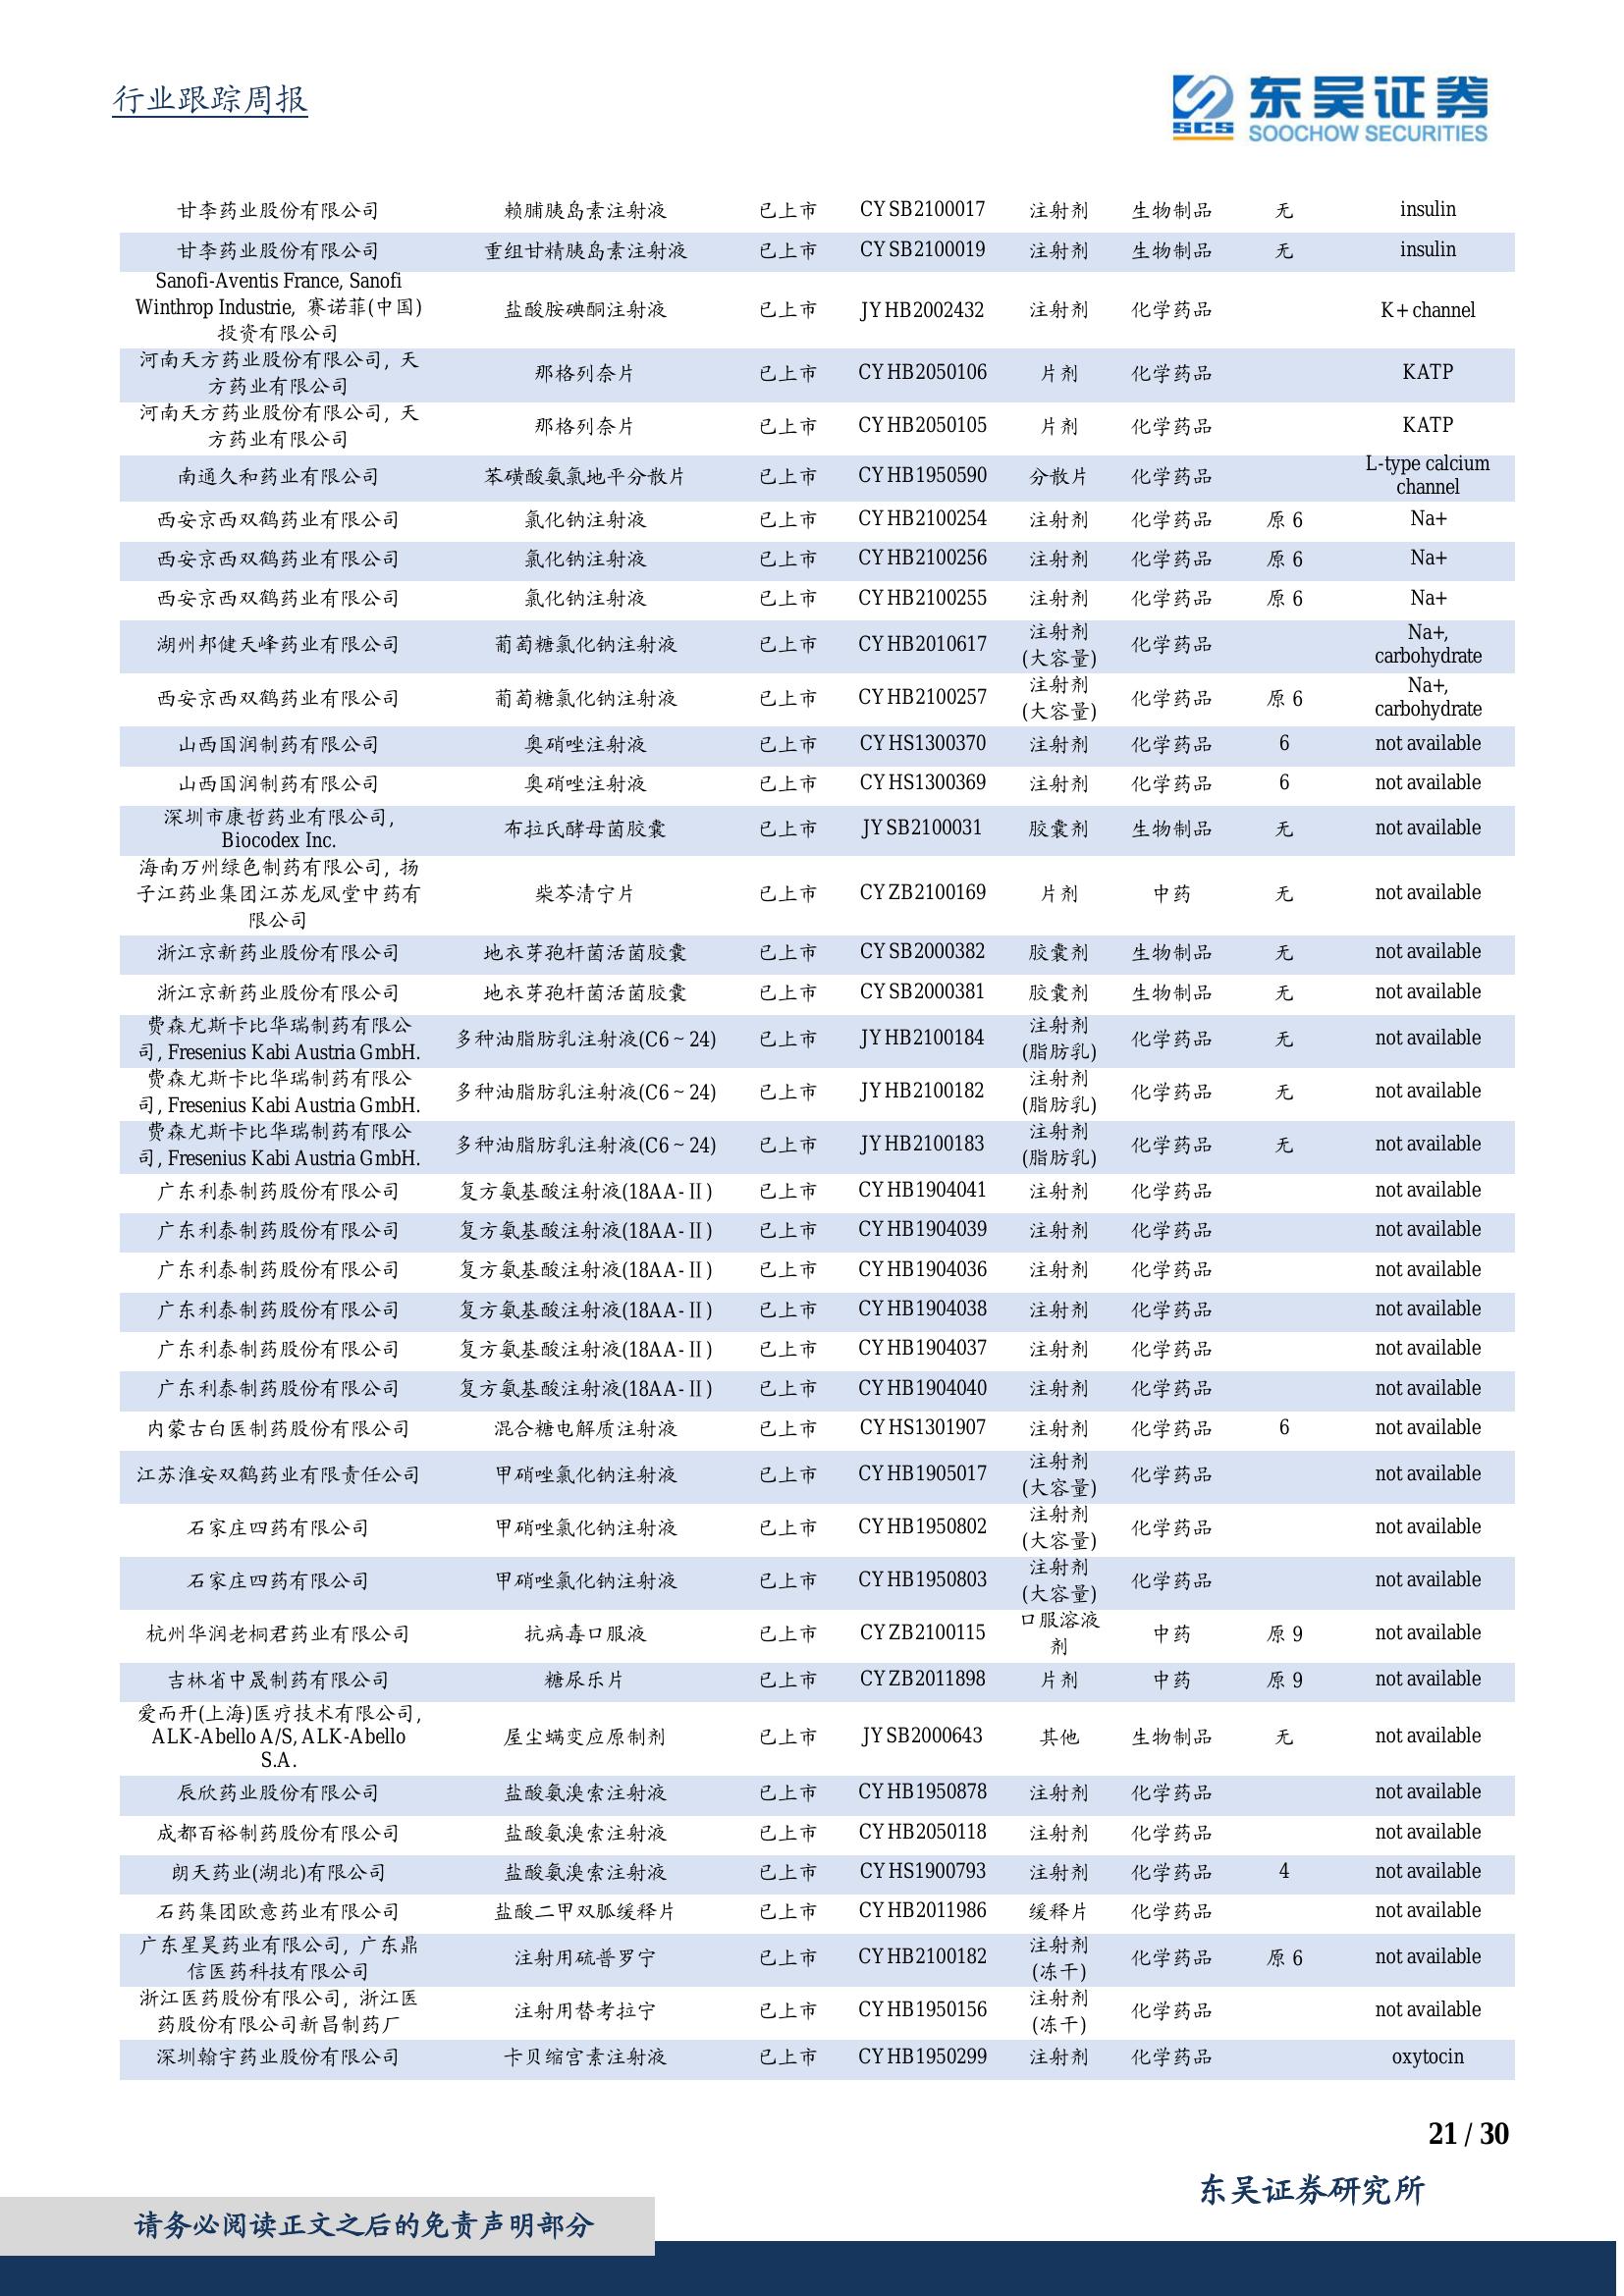 行业跟踪周报
SCS 东吴证券
SOOCHOW SECURITIES
甘李药业股份有限公司 赖脯胰岛素注射液 已上市 CYSB2100017 注射剂 生物制品 无 insulin
甘李药业股份有限公司 重组甘精胰岛素注射液 已上市 CYSB2100019 注射剂 生物制品 无 insulin
Sanofi-Aventis France, Sanofi
Winthrop Industrie, 赛诺菲(中国) 盐酸胺碘酮注射液 已上市 JYHB2002432 注射剂 化学药品 K+ channel
投资有限公司
河南天方药业股份有限公司, 天
方药业有限公司 那格列奈片 已上市 CYHB2050106 片剂 化学药品 KATP
河南天方药业股份有限公司, 天
方药业有限公司 那格列奈片 已上市 CYHB2050105 片剂 化学药品 KATP
南通久和药业有限公司 苯磺酸氨氯地平分散片 已上市 CYHB1950590 分散片 化学药品 L-type calcium
channel
西安京西双鹤药业有限公司 氯化钠注射液 已上市 CYHB2100254 注射剂 化学药品 原 6 Na+
西安京西双鹤药业有限公司 氯化钠注射液 已上市 CYHB2100256 注射剂 化学药品 原 6 Na+
西安京西双鹤药业有限公司 氯化钠注射液 已上市 CYHB2100255 注射剂 化学药品 原 6 Na+
湖州邦健天峰药业有限公司 葡萄糖氯化钠注射液 已上市 CYHB2010617 注射剂 化学药品 Na+,
(大容量) carbohydrate
西安京西双鹤药业有限公司 葡萄糖氯化钠注射液 已上市 CYHB2100257 注射剂 化学药品 原 6 Na+,
(大容量) carbohydrate
山西国润制药有限公司 奥硝唑注射液 已上市 CYHS1300370 注射剂 化学药品 6 not available
山西国润制药有限公司 奥硝唑注射液 已上市 CYHS1300369 注射剂 化学药品 6 not available
深圳市康哲药业有限公司,
Biocodex Inc. 布拉氏酵母菌胶囊 已上市 JYSB2100031 胶囊剂 生物制品 无 not available
海南万州绿色制药有限公司, 扬
子江药业集团江苏龙凤堂中药有 柴芩清宁片 已上市 CYZB2100169 片剂 中药 无 not available
限公司
浙江京新药业股份有限公司 地衣芽孢杆菌活菌胶囊 已上市 CYSB2000382 胶囊剂 生物制品 无 not available
浙江京新药业股份有限公司 地衣芽孢杆菌活菌胶囊 已上市 CYSB2000381 胶囊剂 生物制品 无 not available
费森尤斯卡比华瑞制药有限公 多种油脂肪乳注射液(C6~24) 已上市 JYHB2100184 注射剂 化学药品 无 not available
司, Fresenius Kabi Austria GmbH. (脂肪乳)
费森尤斯卡比华瑞制药有限公 多种油脂肪乳注射液(C6~24) 已上市 JYHB2100182 注射剂 化学药品 无 not available
司, Fresenius Kabi Austria GmbH. (脂肪乳)
费森尤斯卡比华瑞制药有限公 多种油脂肪乳注射液(C6~24) 已上市 JYHB2100183 注射剂 化学药品 无 not available
司, Fresenius Kabi Austria GmbH. (脂肪乳)
广东利泰制药股份有限公司 复方氨基酸注射液(18AA-Ⅱ) 已上市 CYHB1904041 注射剂 化学药品 not available
广东利泰制药股份有限公司 复方氨基酸注射液(18AA-Ⅱ) 已上市 CYHB1904039 注射剂 化学药品 not available
广东利泰制药股份有限公司 复方氨基酸注射液(18AA-Ⅱ) 已上市 CYHB1904036 注射剂 化学药品 not available
广东利泰制药股份有限公司 复方氨基酸注射液(18AA-Ⅱ) 已上市 CYHB1904038 注射剂 化学药品 not available
广东利泰制药股份有限公司 复方氨基酸注射液(18AA-Ⅱ) 已上市 CYHB1904037 注射剂 化学药品 not available
广东利泰制药股份有限公司 复方氨基酸注射液(18AA-Ⅱ) 已上市 CYHB1904040 注射剂 化学药品 not available
内蒙古白医制药股份有限公司 混合糖电解质注射液 已上市 CYHS1301907 注射剂 化学药品 6 not available
江苏淮安双鹤药业有限责任公司 甲硝唑氯化钠注射液 已上市 CYHB1905017 注射剂 化学药品 not available
(大容量)
石家庄四药有限公司 甲硝唑氯化钠注射液 已上市 CYHB1950802 注射剂 化学药品 not available
(大容量)
石家庄四药有限公司 甲硝唑氯化钠注射液 已上市 CYHB1950803 注射剂 化学药品 not available
(大容量)
杭州华润老桐君药业有限公司 抗病毒口服液 已上市 CYZB2100115 口服溶液 中药 原 9 not available
剂
吉林省中晟制药有限公司 糖尿乐片 已上市 CYZB2011898 片剂 中药 原 9 not available
爱而开(上海)医疗技术有限公司,
ALK-Abello A/S, ALK-Abello 屋尘螨变应原制剂 已上市 JYSB2000643 其他 生物制品 无 not available
S.A.
辰欣药业股份有限公司 盐酸氨溴索注射液 已上市 CYHB1950878 注射剂 化学药品 not available
成都百裕制药股份有限公司 盐酸氨溴索注射液 已上市 CYHB2050118 注射剂 化学药品 not available
朗天药业(湖北)有限公司 盐酸氨溴索注射液 已上市 CYHS1900793 注射剂 化学药品 4 not available
石药集团欧意药业有限公司 盐酸二甲双胍缓释片 已上市 CYHB2011986 缓释片 化学药品 not available
广东星昊药业有限公司, 广东鼎 注射用硫普罗宁 已上市 CYHB2100182 注射剂 化学药品 原 6 not available
信医药科技有限公司 (冻干)
浙江医药股份有限公司, 浙江医 注射用替考拉宁 已上市 CYHB1950156 注射剂 化学药品 not available
药股份有限公司新昌制药厂 (冻干)
深圳翰宇药业股份有限公司 卡贝缩宫素注射液 已上市 CYHB1950299 注射剂 化学药品 oxytocin
21 / 30
东吴证券研究所
请务必阅读正文之后的免责声明部分